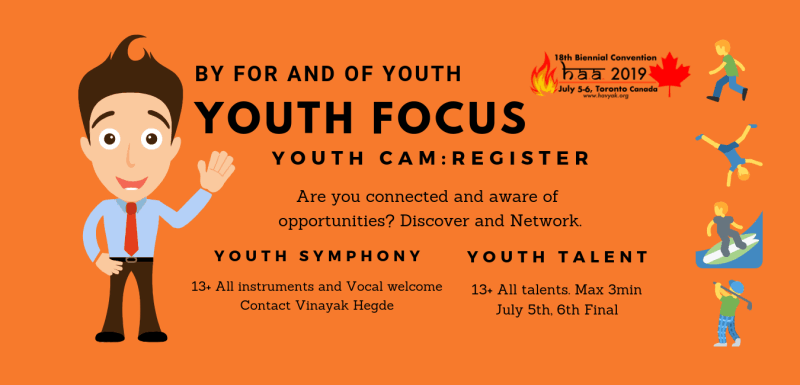 BY FOR AND OF YOUTH
YOUTH FOCUS
YOUTH CAM:REGISTER
18th Biennial Convention
haa 2019
July 5-6, Toronto Canada
www.havyak.org
Are you connected and aware of
opportunities? Discover and Network.
YOUTH SYMPHONY
13+ All instruments and Vocal welcome
Contact Vinayak Hegde
YOUTH TALENT
13+ All talents. Max 3min
July 5th, 6th Final